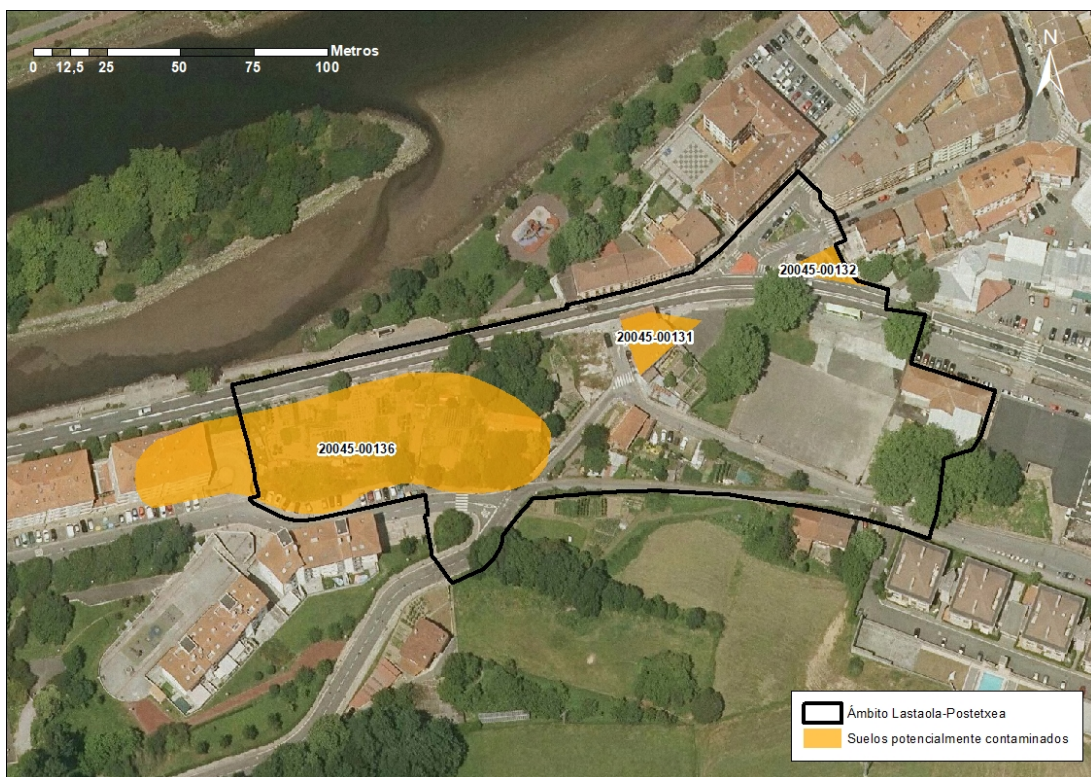 Metros
0 12,5 25 50 75 100
N
20045-00132
20045-00131
20045-00136
Ámbito Lastaola-Postetxea
Suelos potencialmente contaminados